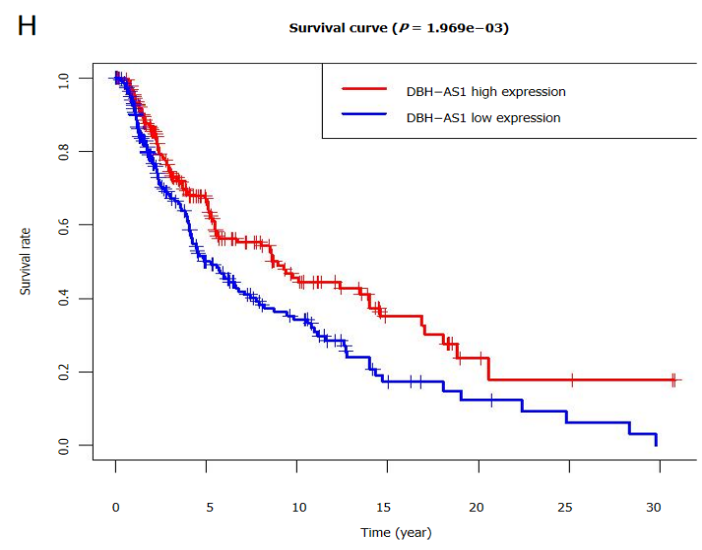 H
Survival curve (P = 1.969e−03)
DBH−AS1 high expression
DBH−AS1 low expression
1.0
0.8
0.6
0.4
0.2
0.0
Survival rate
0 5 10 15 20 25 30
Time (year)